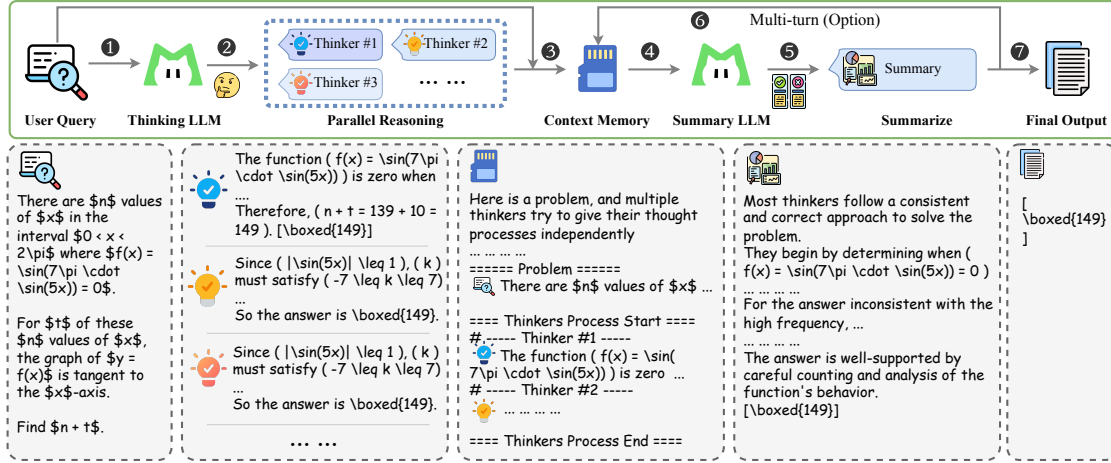 Multi-turn (Option)
❶ ❷ ❸ ❹ ❺ ❻ ❼
Thinker #1
Thinker #2
Thinker #3
... ...
Summary
User Query
Thinking LLM
Parallel Reasoning
Context Memory
Summary LLM
Summarize
Final Output
There are $n$ values
of $x$ in the
interval $0 < x <
2\pi$ where $f(x) =
\sin(7\pi \cdot
\sin(5x)) = 0$.
For $t$ of these
$n$ values of $x$,
the graph of $y =
f(x)$ is tangent to
the $x$-axis.
Find $n + t$.
The function ( f(x) = \sin(7\pi
\cdot \sin(5x)) ) is zero when
....
Therefore, ( n + t = 139 + 10 =
149 ). [\boxed{149}]
Since ( |\sin(5x)| \leq 1 ), ( k )
must satisfy ( -7 \leq k \leq 7)
...
So the answer is \boxed{149}.
Since ( |\sin(5x)| \leq 1 ), ( k )
must satisfy ( -7 \leq k \leq 7)
...
So the answer is \boxed{149}.
... ...
Here is a problem, and multiple
thinkers try to give their thought
processes independently
... ... ... ...
====== Problem ======
There are $n$ values of $x$ ...
==== Thinkers Process Start ====
# ----- Thinker #1 -----
The function ( f(x) = \sin(
7\pi \cdot \sin(5x)) ) is zero ...
# ----- Thinker #2 -----
... ... ... ...
==== Thinkers Process End ====
Most thinkers follow a consistent
and correct approach to solve the
problem.
They begin by determining when (
f(x) = \sin(7\pi \cdot \sin(5x)) = 0 )
... ... ... ...
For the answer inconsistent with the
high frequency, ...
... ... ... ...
The answer is well-supported by
careful counting and analysis of the
function's behavior.
[\boxed{149}]
[
\boxed{149}
]